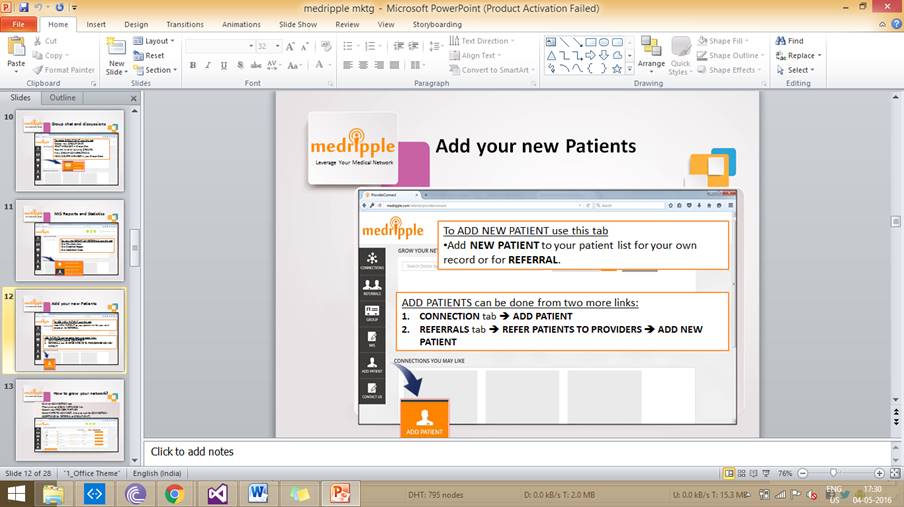 medripple mktg - Microsoft PowerPoint (Product Activation Failed)
File Home Insert Design Transitions Animations Slide Show Review View Storyboarding
Cut Layout 32 Text Direction Shape Fill Find
Copy Reset Align Text Shape Outline Replace
Paste Format Painter New Slide Section Convert to SmartArt Arrange Quick Styles Shape Effects Select
Clipboard Slides Font Paragraph Drawing Editing
Slides Outline
10
Group chat and discussions
11
MIS Reports and Statistics
12
Add your new Patients
13
How to grow your network?
medripple
Leverage Your Medical Network
Add your new Patients
ProviderConnect
Search
medripple
GROW YOUR NE
Search Doctor
CONNECTIONS
REFERRALS
GROUP
MIS
ADD PATIENT
CONTACT US
To ADD NEW PATIENT use this tab
•Add NEW PATIENT to your patient list for your own
record or for REFERRAL.
ADD PATIENTS can be done from two more links:
1. CONNECTION tab ➔ ADD PATIENT
2. REFERRALS tab ➔ REFER PATIENTS TO PROVIDERS ➔ ADD NEW
PATIENT
CONNECTIONS YOU MAY LIKE
ADD PATIENT
Click to add notes
Slide 12 of 28 "1_Office Theme" English (India) 76%
DHT: 795 nodes D: 0.0 kB/s T: 2.0 MB U: 0.0 kB/s T: 15.3 M
ENG 17:30
US 04-05-2016